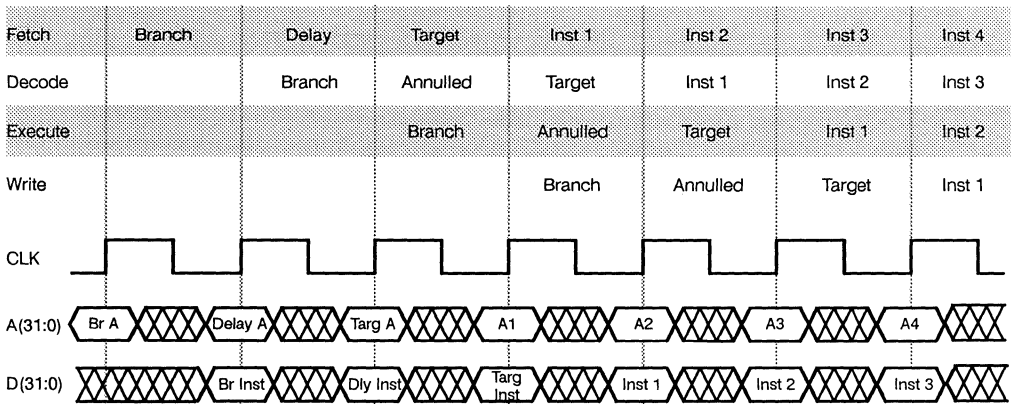 Fetch Branch Delay Target Inst 1 Inst 2 Inst 3 Inst 4
Decode Branch Annulled Target Inst 1 Inst 2 Inst 3
Execute Branch Annulled Target Inst 1 Inst 2
Write Branch Annulled Target Inst 1
CLK
A(31:0) Br A Delay A Targ A A1 A2 A3 A4
D(31:0) Br Inst Dly Inst Targ Inst Inst 1 Inst 2 Inst 3